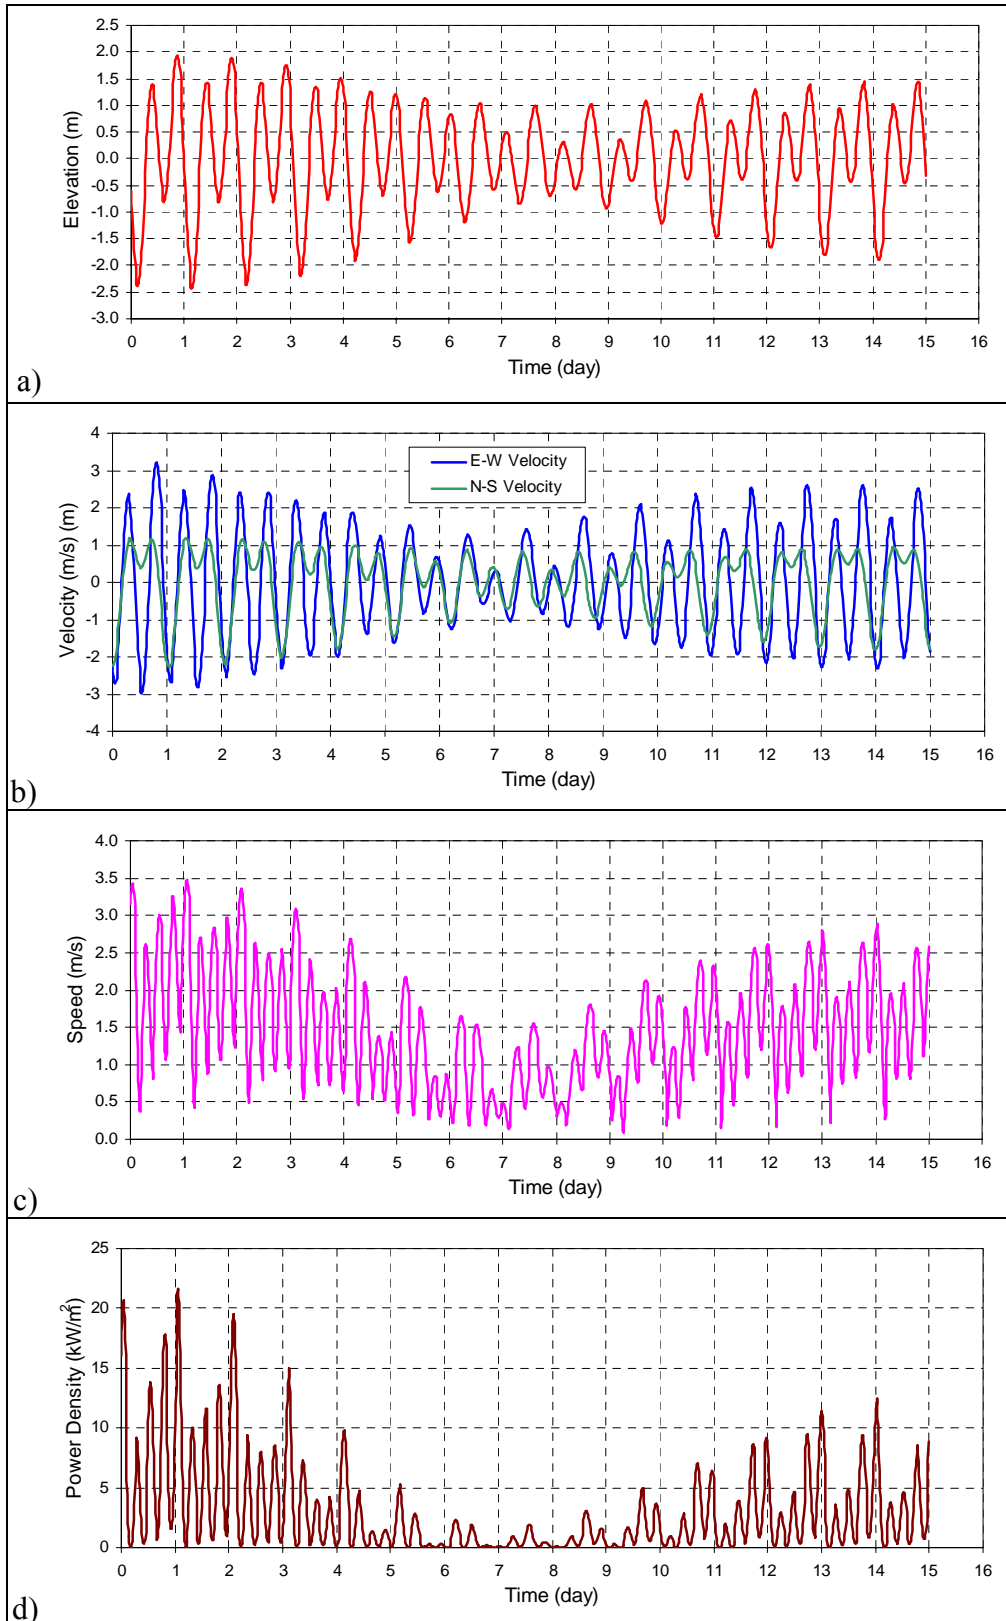 2.5
2.0
1.5
1.0
0.5
0.0
-0.5
-1.0
-1.5
-2.0
-2.5
-3.0
Elevation (m)
0 1 2 3 4 5 6 7 8 9 10 11 12 13 14 15 16
Time (day)
a)
4
3
2
1
0
-1
-2
-3
-4
Velocity (m/s) (m)
E-W Velocity
N-S Velocity
0 1 2 3 4 5 6 7 8 9 10 11 12 13 14 15 16
Time (day)
b)
4.0
3.5
3.0
2.5
2.0
1.5
1.0
0.5
0.0
Speed (m/s)
0 1 2 3 4 5 6 7 8 9 10 11 12 13 14 15 16
Time (day)
c)
25
20
15
10
5
0
Power Density (kW/m²)
0 1 2 3 4 5 6 7 8 9 10 11 12 13 14 15 16
Time (day)
d)